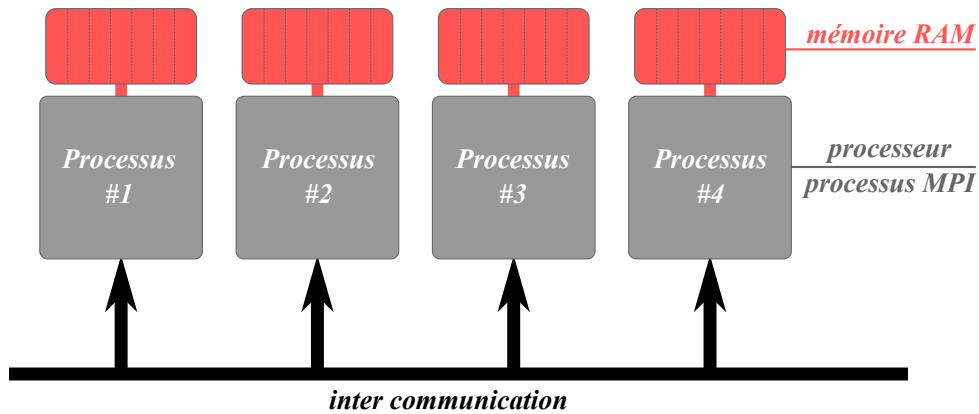 mémoire RAM
Processus
#1
Processus
#2
Processus
#3
Processus
#4
processeur
processus MPI
inter communication